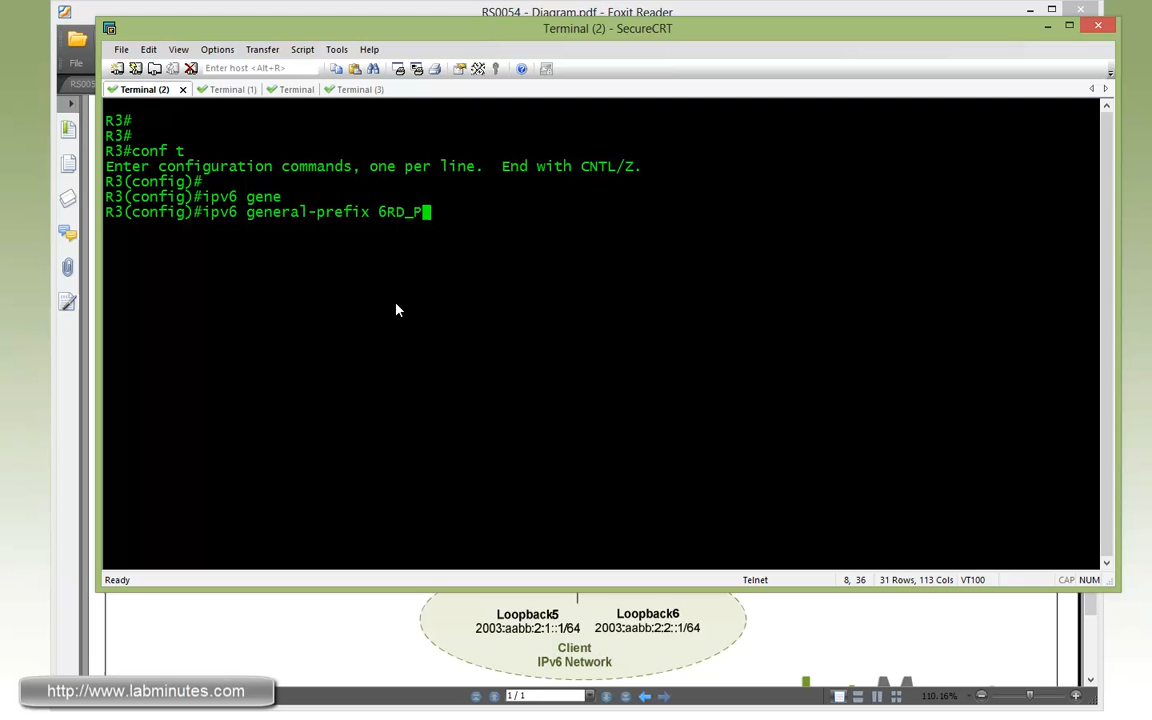 RS0054 - Diagram.pdf - Foxit Reader
Terminal (2) - SecureCRT
File
File Edit View Options Transfer Script Tools Help
Enter host <Alt+R>
RS005
Terminal (2) Terminal (1) Terminal Terminal (3)
R3#
R3#
R3#conf t
Enter configuration commands, one per line. End with CNTL/Z.
R3(config)#
R3(config)#ipv6 gene
R3(config)#ipv6 general-prefix 6RD_P
Ready Telnet 8, 36 31 Rows, 113 Cols VT100 CAP NUM
Loopback5 Loopback6
2003:aabb:2:1::1/64 2003:aabb:2:2::1/64
Client
IPv6 Network
http://www.labminutes.com
1 / 1 110.16%